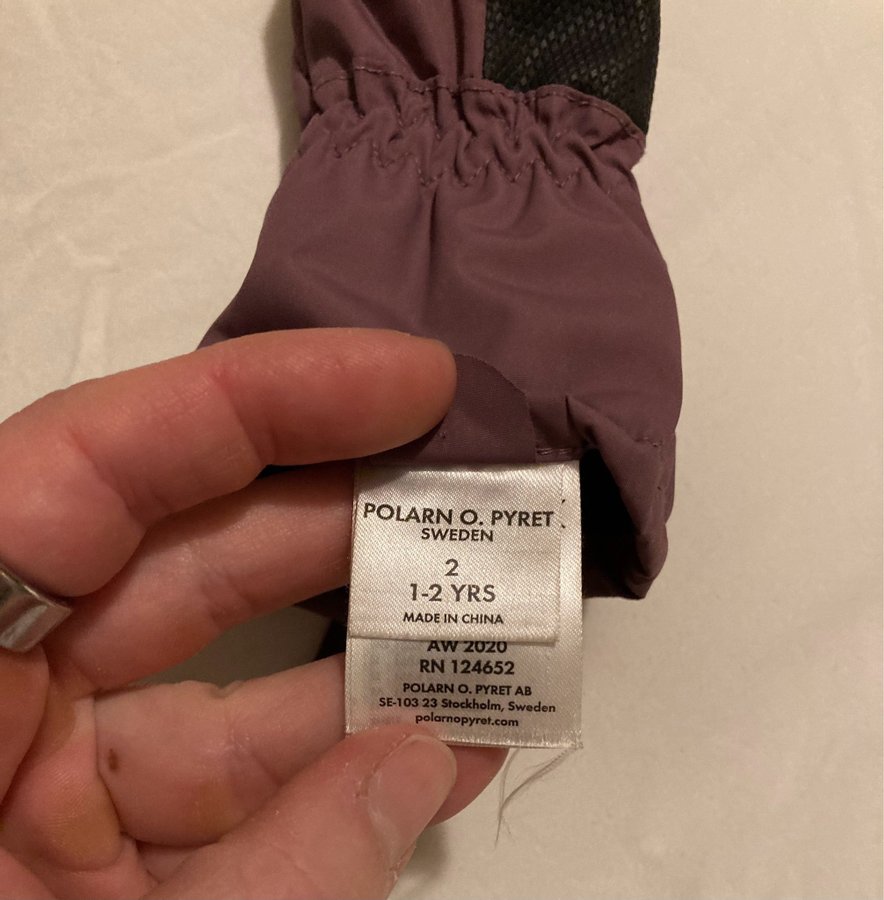 POLARN O. PYRET
SWEDEN
2
1-2 YRS
MADE IN CHINA
AW 2020
RN 124652
POLARN O. PYRET AB
SE-103 23 Stockholm, Sweden
polarnopyret.com